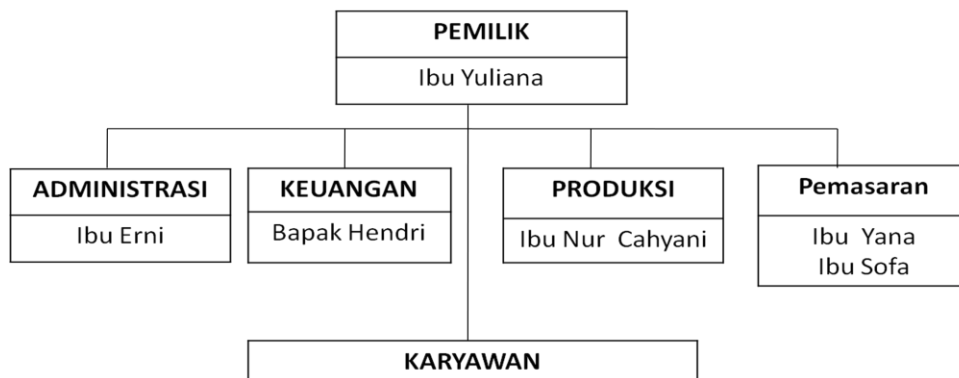 PEMILIK
Ibu Yuliana
ADMINISTRASI
Ibu Erni
KEUANGAN
Bapak Hendri
PRODUKSI
Ibu Nur Cahyani
Pemasaran
Ibu Yana
Ibu Sofa
KARYAWAN